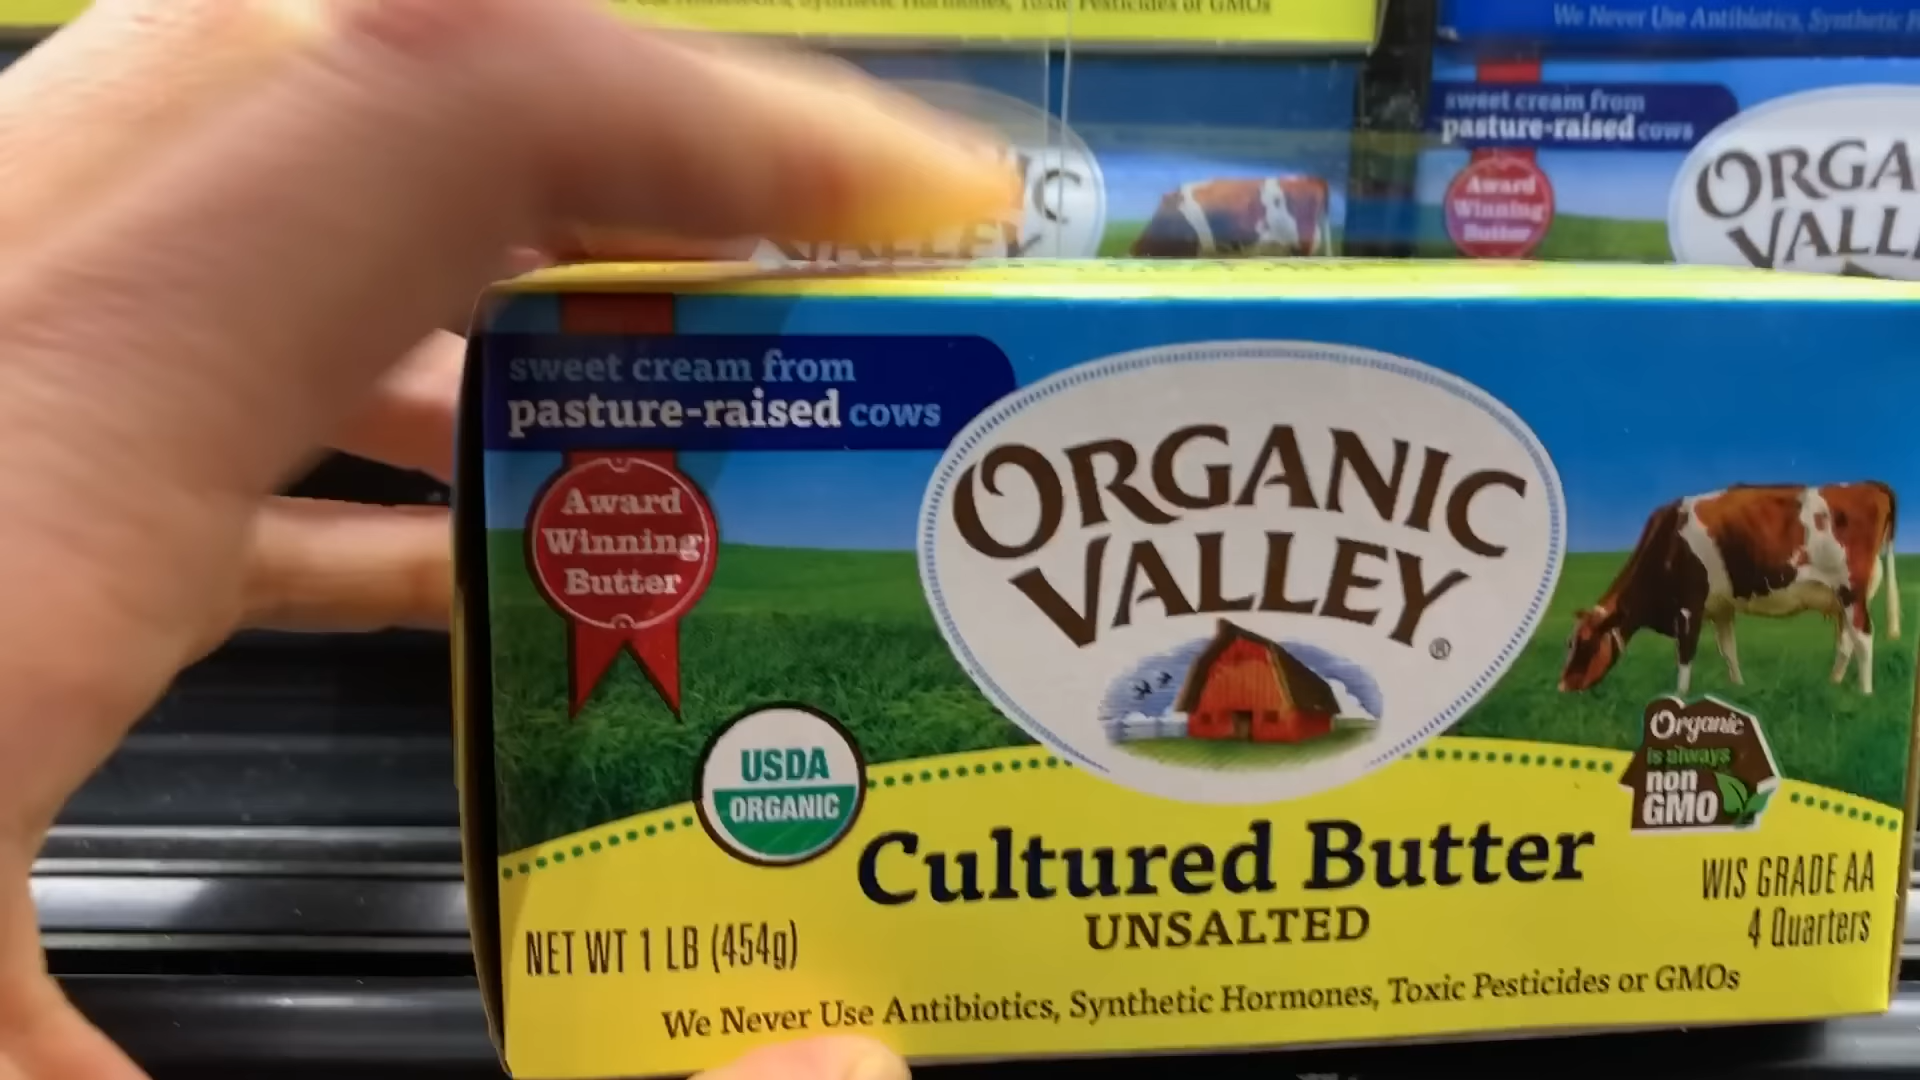 Synthetic Hormones, Toxic Pesticides or GMOs
We Never Use Antibiotics, Synthetic
sweet cream from
pasture-raised cows
Award
Winning
Butter
ORGA
VALL
IC
VALLEY
sweet cream from
pasture-raised cows
Award
Winning
Butter
ORGANIC
VALLEY
®
USDA
ORGANIC
Organic
is always
non
GMO
Cultured Butter
UNSALTED
WIS GRADE AA
4 Quarters
NET WT 1 LB (454g)
We Never Use Antibiotics, Synthetic Hormones, Toxic Pesticides or GMOs